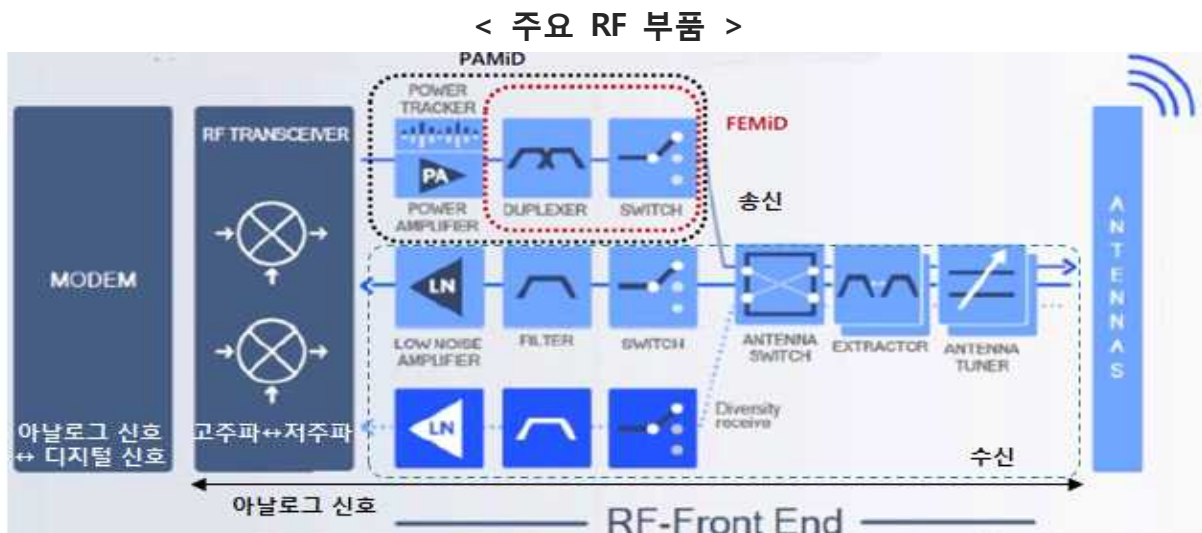 < 주요 RF 부품 >
PAMiD
POWER
TRACKER
RF TRANSCEIVER
FEMiD
PA
POWER
AMPLIFIER
DUPLEXER
SWITCH
송신
MODEM
LN
LOW NOISE
AMPLIFIER
FILTER
SWITCH
ANTENNA
SWITCH
EXTRACTOR
ANTENNA
TUNER
ANTENNAS
LN
Diversity
receive
아날로그 신호
↔ 디지털 신호
고주파↔저주파
수신
아날로그 신호
RF-Front End